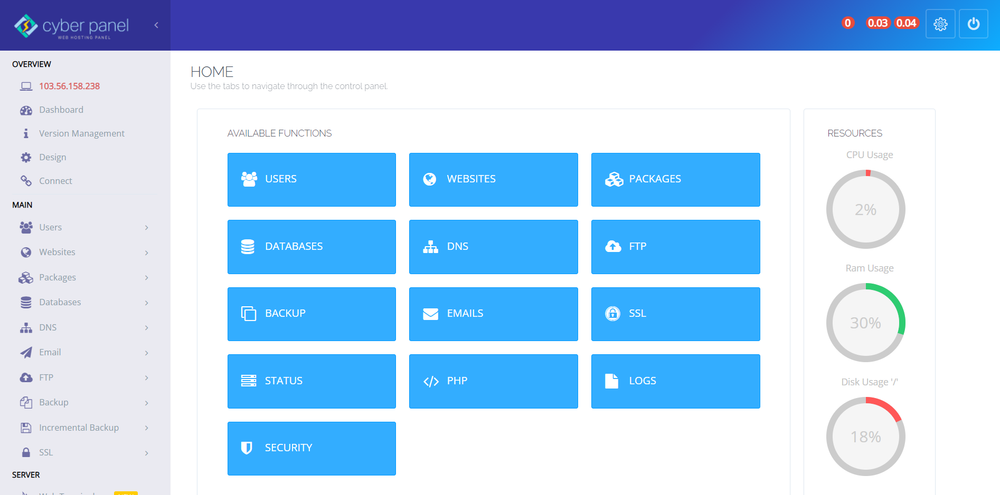 cyber panel
WEB HOSTING PANEL
0 0.03 0.04
OVERVIEW
103.56.158.238
Dashboard
Version Management
Design
Connect
MAIN
Users
Websites
Packages
Databases
DNS
Email
FTP
Backup
Incremental Backup
SSL
SERVER
HOME
Use the tabs to navigate through the control panel.
AVAILABLE FUNCTIONS
USERS
WEBSITES
PACKAGES
DATABASES
DNS
FTP
BACKUP
EMAILS
SSL
STATUS
PHP
LOGS
SECURITY
RESOURCES
CPU Usage
2%
Ram Usage
30%
Disk Usage '/'
18%